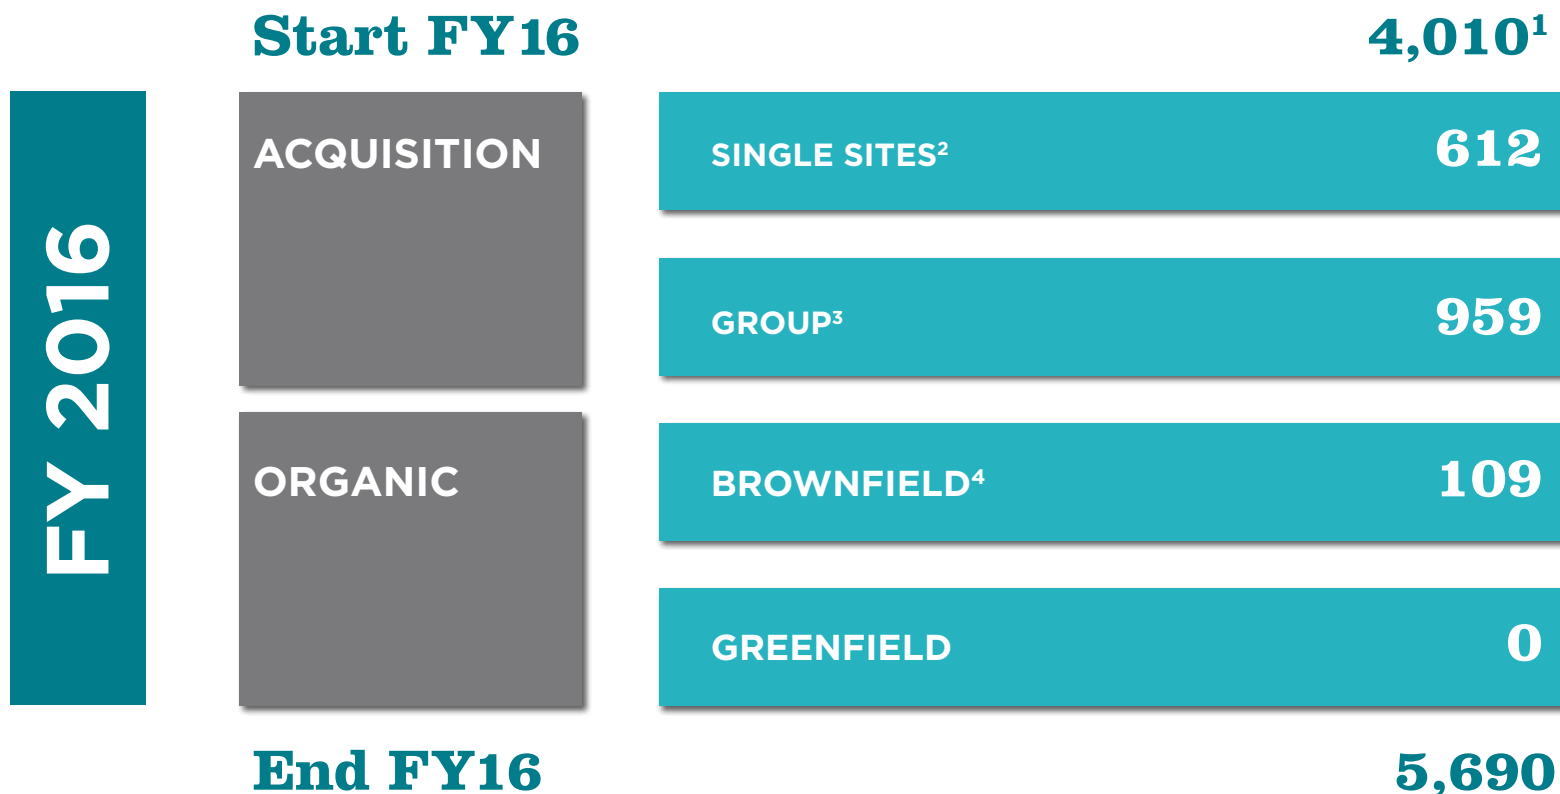 Start FY16 4,010¹
FY 2016
ACQUISITION
SINGLE SITES² 612
GROUP³ 959
ORGANIC
BROWNFIELD⁴ 109
GREENFIELD 0
End FY16 5,690